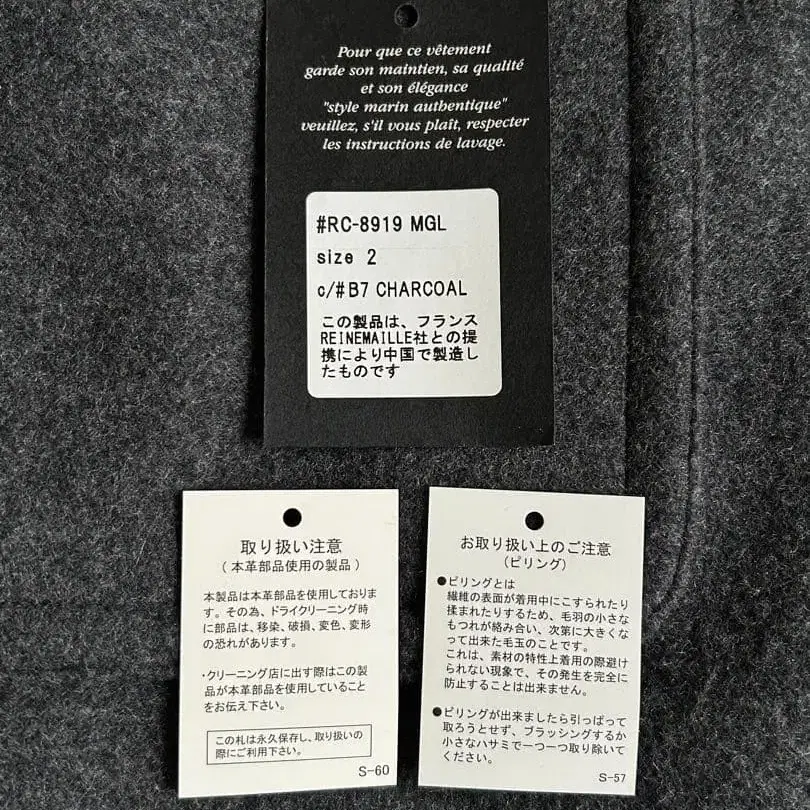 Pour que ce vêtement
garde son maintien, sa qualité
et son élégance
"style marin authentique"
veuillez, s'il vous plaît, respecter
les instructions de lavage.
#RC-8919 MGL
size 2
c/# B7 CHARCOAL
この製品は、フランス
REINEMAILLE社との提
携により中国で製造し
たものです
取り扱い注意
(本革部品使用の製品)
本製品は本革部品を使用しておりま
す。その為、ドライクリーニング時
に部品は、移染、破損、変色、変形
の恐れがあります。
・クリーニング店に出す際はこの製
品が本革部品を使用していること
をお伝え下さい。
この札は永久保存し、取り扱いの
際にご利用下さい。
S-60
お取り扱い上のご注意
(ピリング)
●ピリングとは
繊維の表面が着用中にこすられたり
揉まれたりするため、毛羽の小さな
もつれが絡み合い、次第に大きくな
って出来た毛玉のことです。
これは、素材の特性上着用の際避け
られない現象で、その発生を完全に
防止することは出来ません。
●ピリングが出来ましたら引っぱって
取ろうとせず、ブラッシングするか
小さなハサミで一つ一つ取り除いて
ください。
S-57